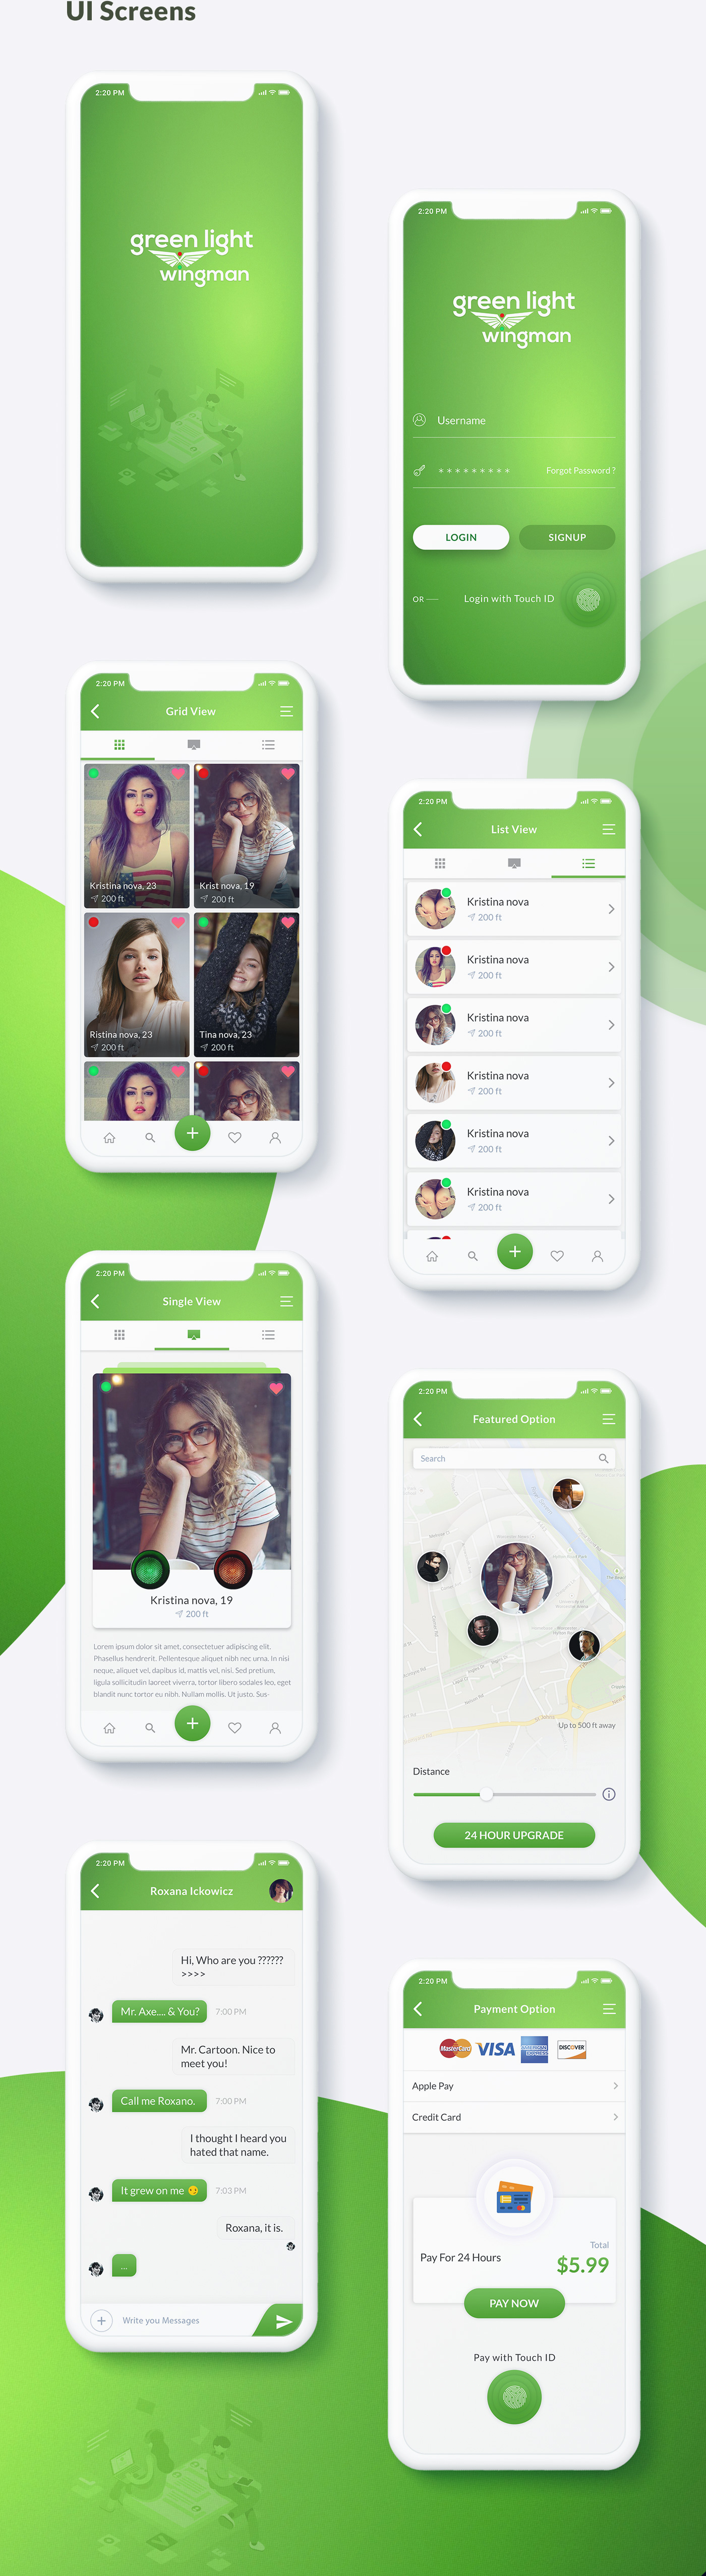 UI Screens
2:20 PM
green light
wingman
2:20 PM
green light
wingman
Username
*********
Forgot Password ?
LOGIN
SIGNUP
OR
Login with Touch ID
2:20 PM
Grid View
Kristina nova, 23
200 ft
Krist nova, 19
200 ft
Ristina nova, 23
200 ft
Tina nova, 23
200 ft
2:20 PM
List View
Kristina nova
200 ft
Kristina nova
200 ft
Kristina nova
200 ft
Kristina nova
200 ft
Kristina nova
200 ft
Kristina nova
200 ft
2:20 PM
Single View
Kristina nova, 19
200 ft
Lorem ipsum dolor sit amet, consectetuer adipiscing elit.
Phasellus hendrerit. Pellentesque aliquet nibh nec urna. In nisi
neque, aliquet vel, dapibus id, mattis vel, nisi. Sed pretium,
ligula sollicitudin laoreet viverra, tortor libero sodales leo, eget
blandit nunc tortor eu nibh. Nullam mollis. Ut justo. Sus-
2:20 PM
Featured Option
Search
Up to 500 ft away
Distance
24 HOUR UPGRADE
2:20 PM
Roxana Ickowicz
Hi, Who are you ??????
>>>>
Mr. Axe.... & You?
7:00 PM
Mr. Cartoon. Nice to
meet you!
Call me Roxano.
7:00 PM
I thought I heard you
hated that name.
It grew on me 😊
7:03 PM
Roxana, it is.
...
Write you Messages
2:20 PM
Payment Option
MasterCard
VISA
AMERICAN EXPRESS
DISCOVER
Apple Pay
Credit Card
Total
Pay For 24 Hours
$5.99
PAY NOW
Pay with Touch ID